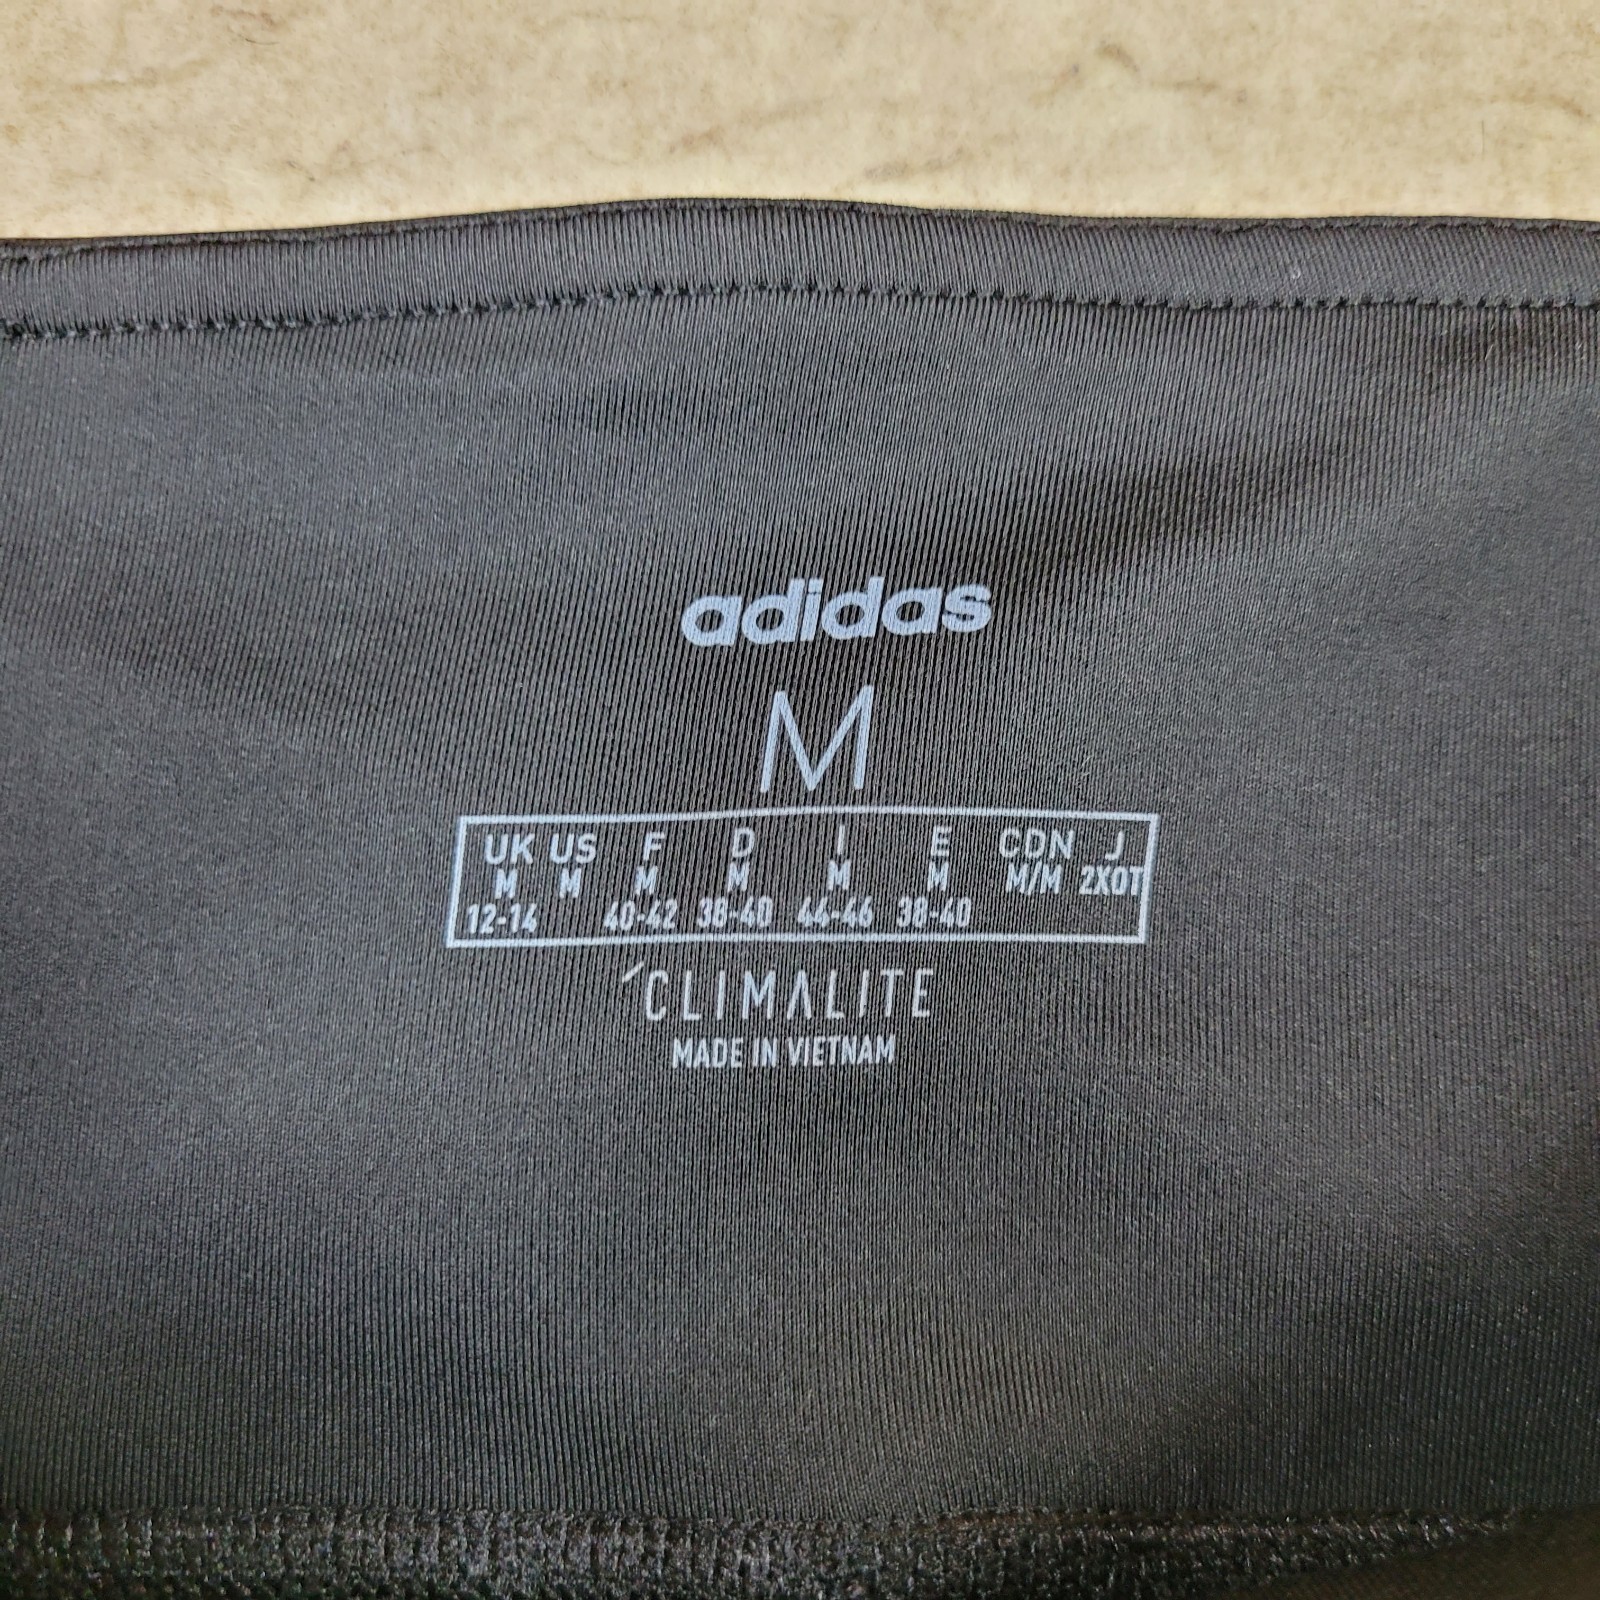 adidas
M
UK US F D I E CDN J
M M M M M M M/M 2XOT
12-14 40-42 38-40 44-46 38-40
CLIMALITE
MADE IN VIETNAM